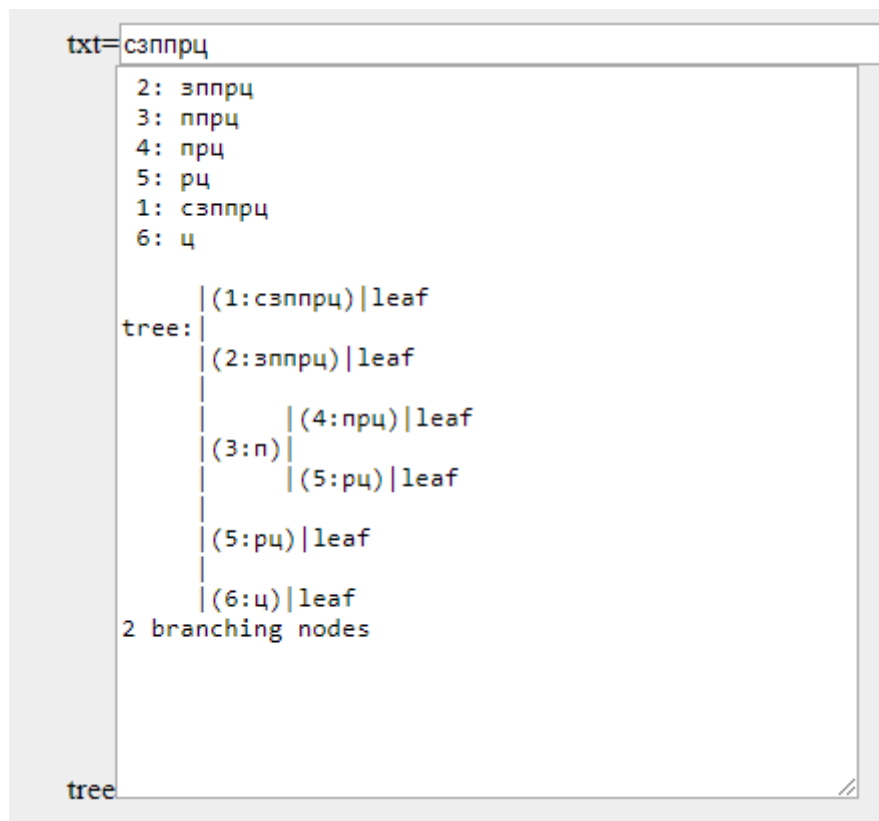 txt=сзппрц
2: зппрц
3: ппрц
4: прц
5: рц
1: сзппрц
6: ц
|(1:сзппрц)|leaf
tree:|
|(2:зппрц)|leaf
|
| |(4:прц)|leaf
|(3:п)|
| |(5:рц)|leaf
|
|(5:рц)|leaf
|
|(6:ц)|leaf
2 branching nodes
tree